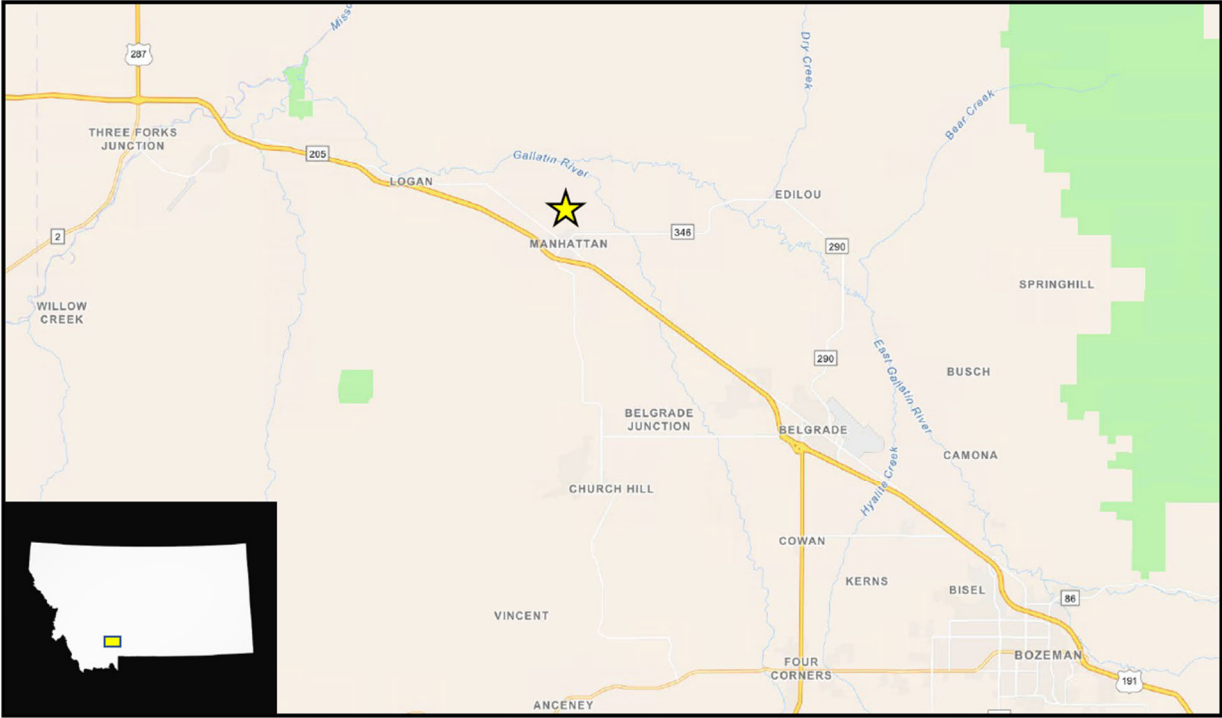 Misso
287
Dry Creek
Bear Creek
THREE FORKS
JUNCTION
205
Gallatin River
LOGAN
EDILOU
2
346
MANHATTAN
290
SPRINGHILL
WILLOW
CREEK
290
East Gallatin River
BUSCH
BELGRADE
JUNCTION
BELGRADE
CAMONA
Hyalite Creek
CHURCH HILL
COWAN
KERNS
BISEL
86
VINCENT
BOZEMAN
FOUR
CORNERS
191
ANCENEY